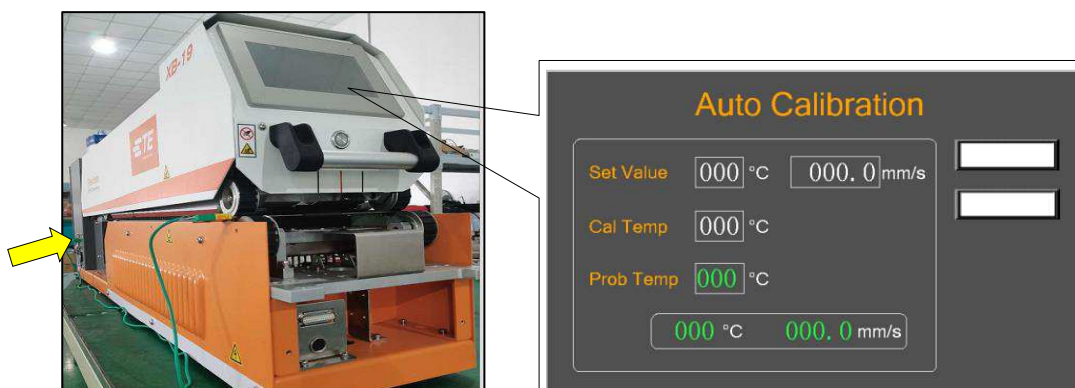 XB-19
STE
Auto Calibration
Set Value 000 °C 000.0 mm/s
Cal Temp 000 °C
Prob Temp 000 °C
000 °C 000.0 mm/s